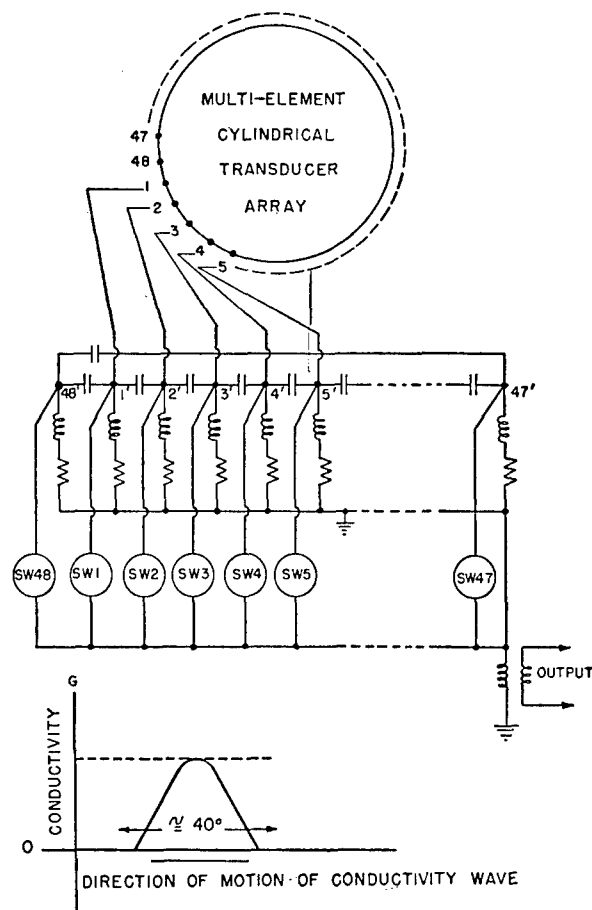 MULTI-ELEMENT
CYLINDRICAL
TRANSDUCER
ARRAY
47
48
1
2
3
4
5
48'
1'
2'
3'
4'
5'
47'
SW48
SW1
SW2
SW3
SW4
SW5
SW47
OUTPUT
G
CONDUCTIVITY
≅ 40°
O
DIRECTION OF MOTION OF CONDUCTIVITY WAVE